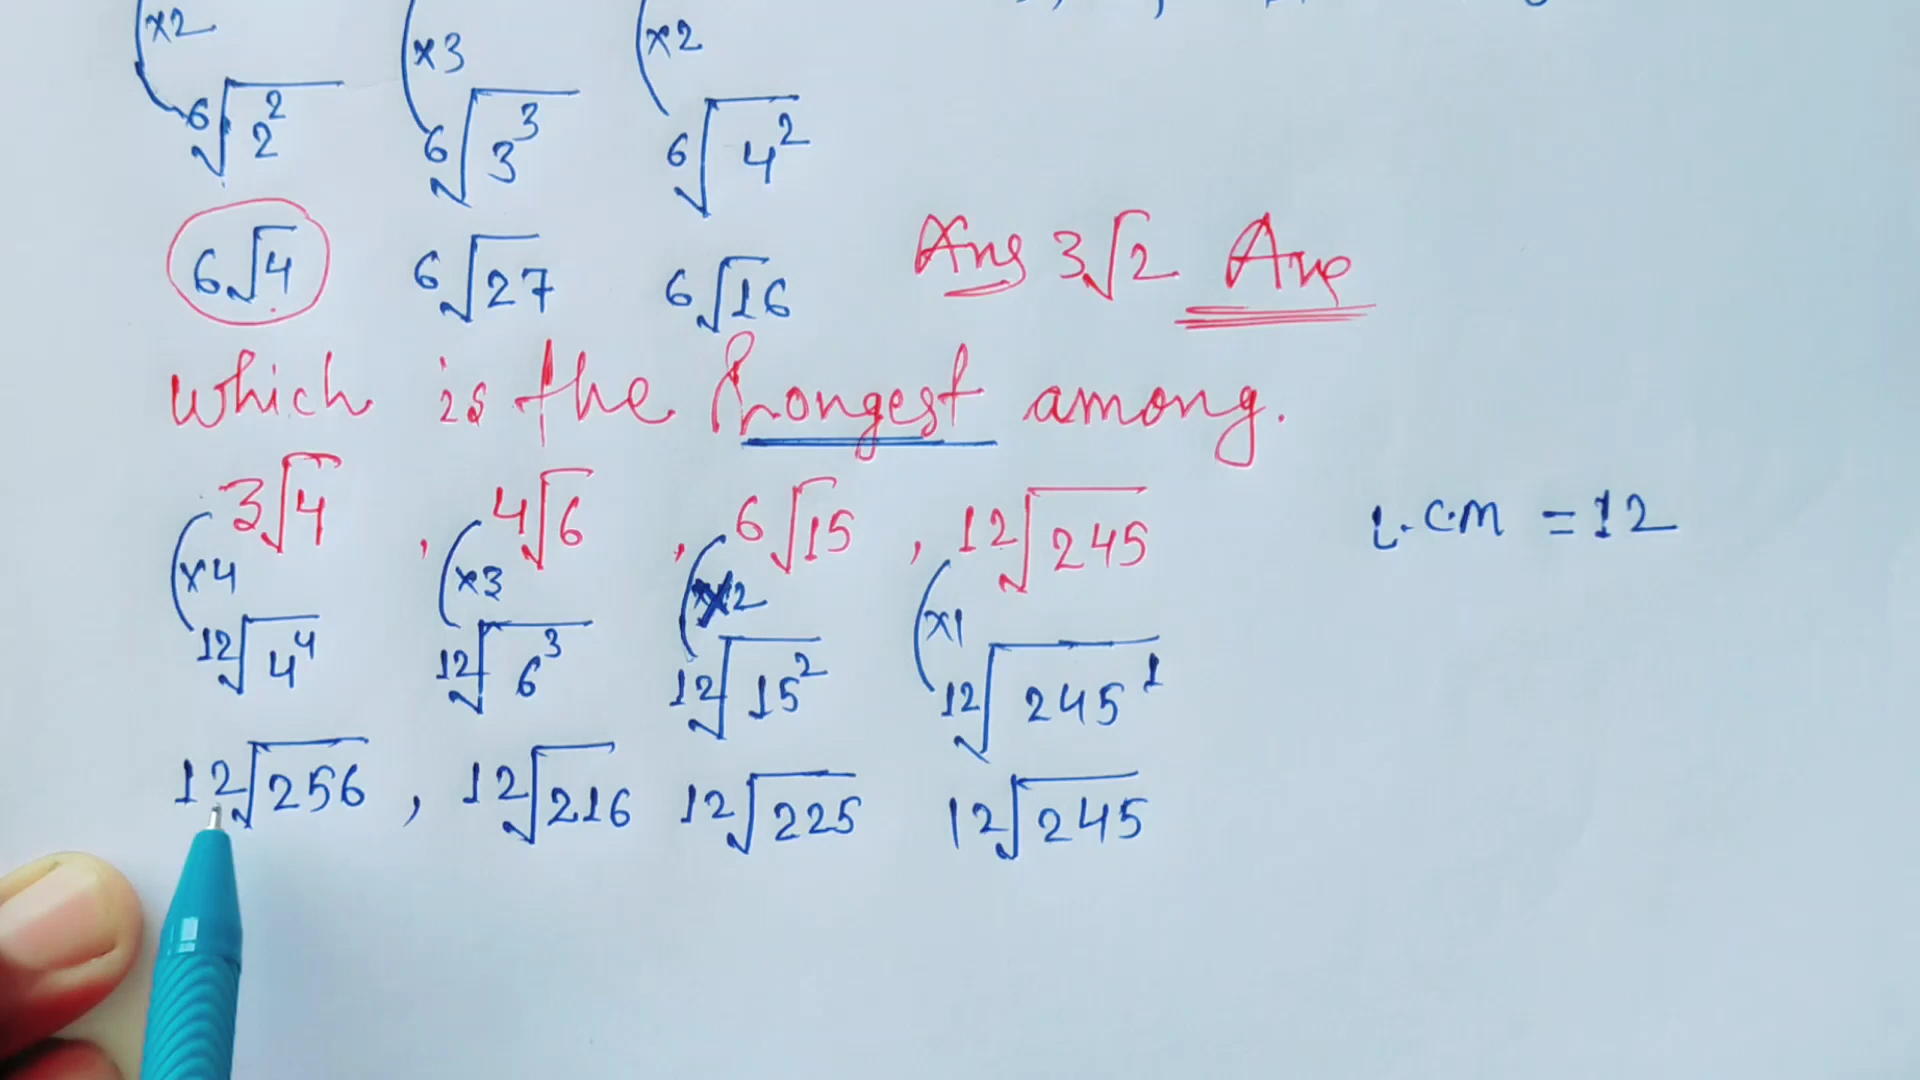 x2 x3 x2
6√2² 6√3³ 6√4²
6√4 6√27 6√16 Ans 3√2 Ans
which is the Longest among.
3√4 , 4√6 , 6√15 , 12√245 L.C.M = 12
x4 x3 x2 x1
12√4⁴ 12√6³ 12√15² 12√245¹
12√256 , 12√216 12√225 12√245